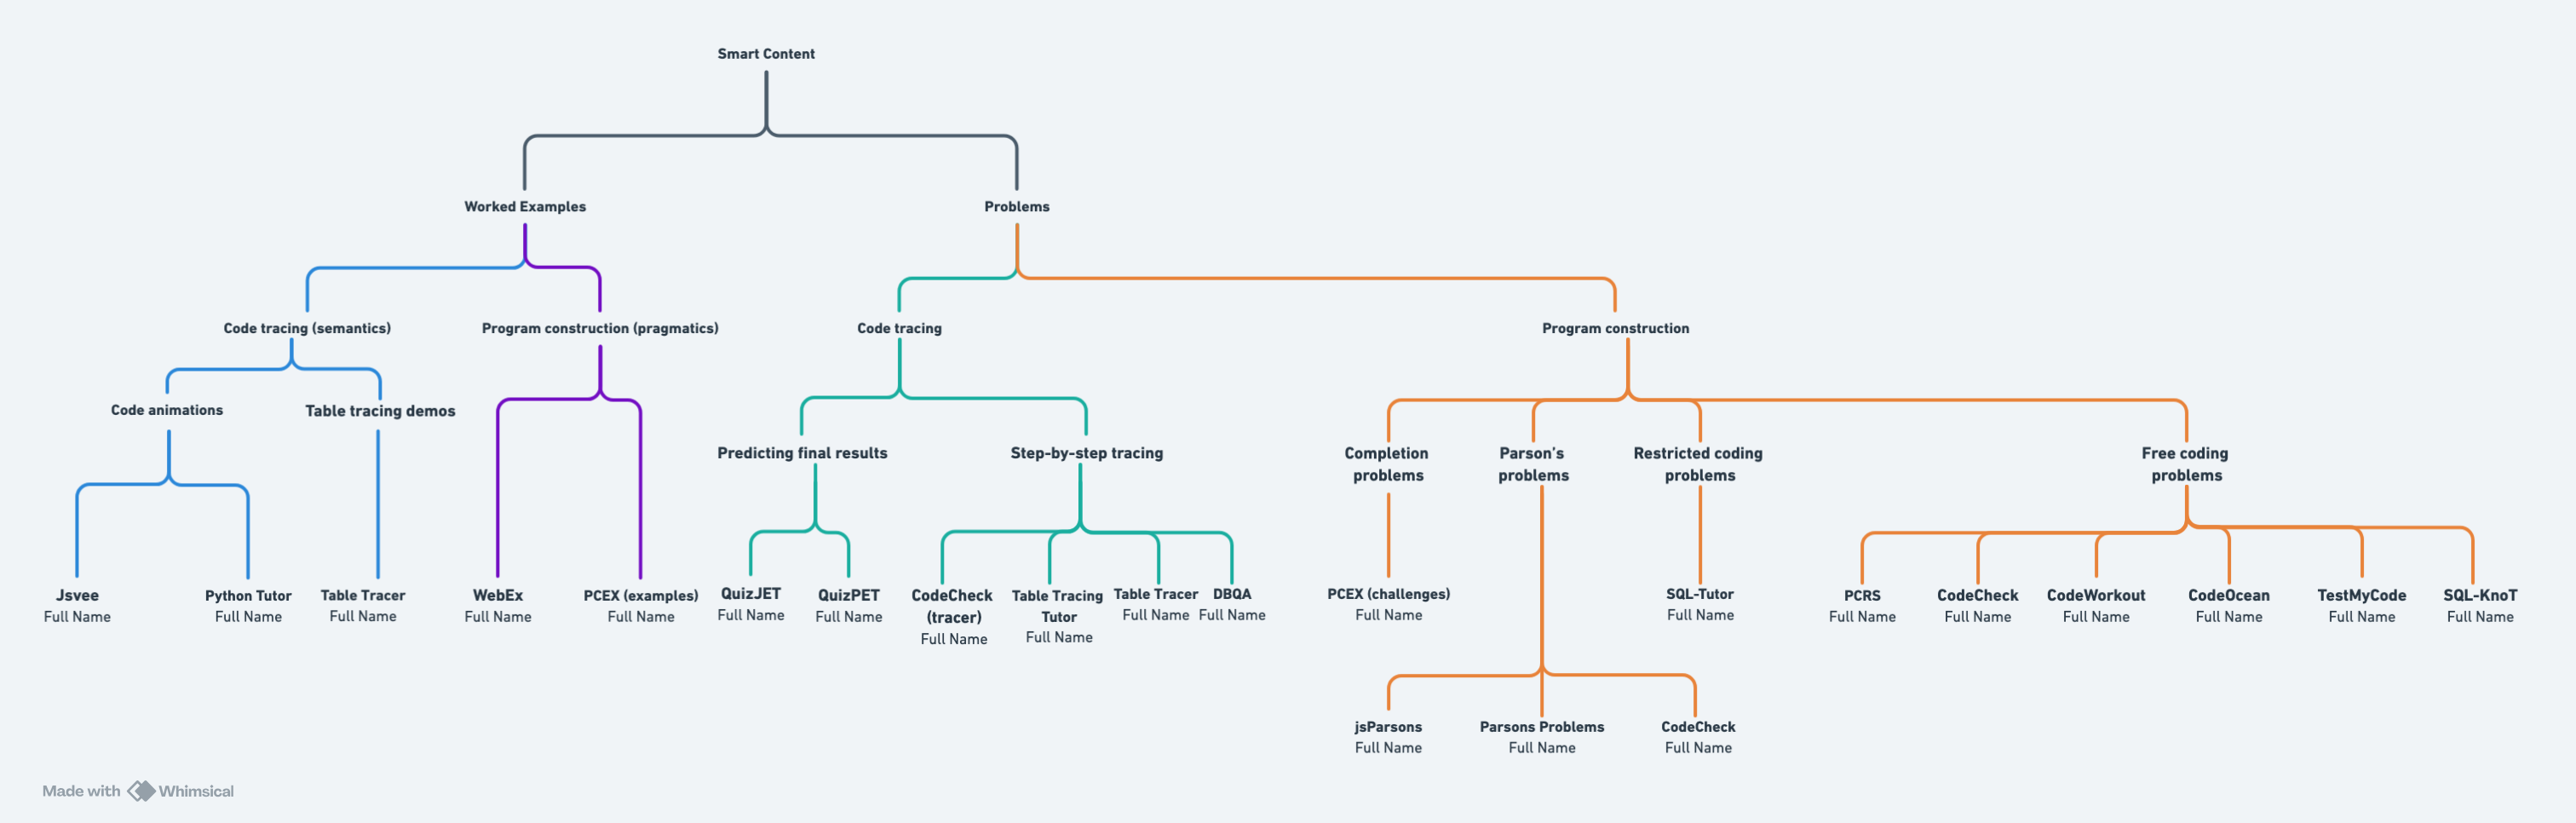 Smart Content
Worked Examples
Problems
Code tracing (semantics)
Program construction (pragmatics)
Code tracing
Program construction
Code animations
Table tracing demos
Predicting final results
Step-by-step tracing
Completion
problems
Parson's
problems
Restricted coding
problems
Free coding
problems
Jsvee
Full Name
Python Tutor
Full Name
Table Tracer
Full Name
WebEx
Full Name
PCEX (examples)
Full Name
QuizJET
Full Name
QuizPET
Full Name
CodeCheck
(tracer)
Full Name
Table Tracing
Tutor
Full Name
Table Tracer
Full Name
DBQA
Full Name
PCEX (challenges)
Full Name
SQL-Tutor
Full Name
PCRS
Full Name
CodeCheck
Full Name
CodeWorkout
Full Name
CodeOcean
Full Name
TestMyCode
Full Name
SQL-KnoT
Full Name
jsParsons
Full Name
Parsons Problems
Full Name
CodeCheck
Full Name
Made with Whimsical